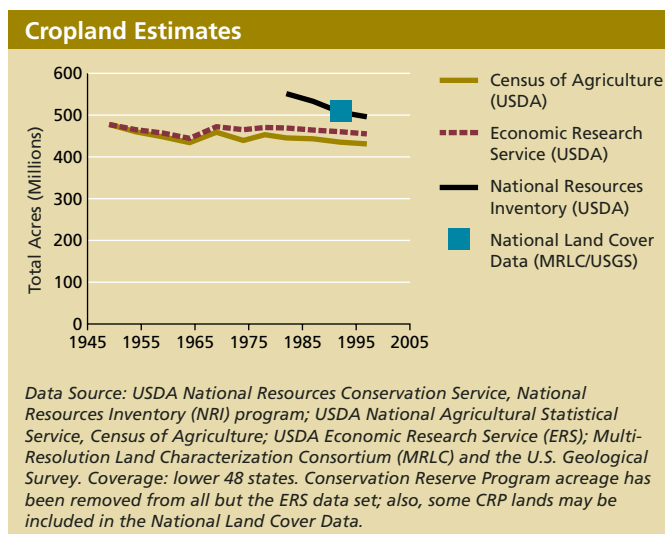 Cropland Estimates
600
500
400
300
200
100
0
Total Acres (Millions)
1945 1955 1965 1975 1985 1995 2005
Census of Agriculture
(USDA)
Economic Research
Service (USDA)
National Resources
Inventory (USDA)
National Land Cover
Data (MRLC/USGS)
Data Source: USDA National Resources Conservation Service, National
Resources Inventory (NRI) program; USDA National Agricultural Statistical
Service, Census of Agriculture; USDA Economic Research Service (ERS); Multi-
Resolution Land Characterization Consortium (MRLC) and the U.S. Geological
Survey. Coverage: lower 48 states. Conservation Reserve Program acreage has
been removed from all but the ERS data set; also, some CRP lands may be
included in the National Land Cover Data.